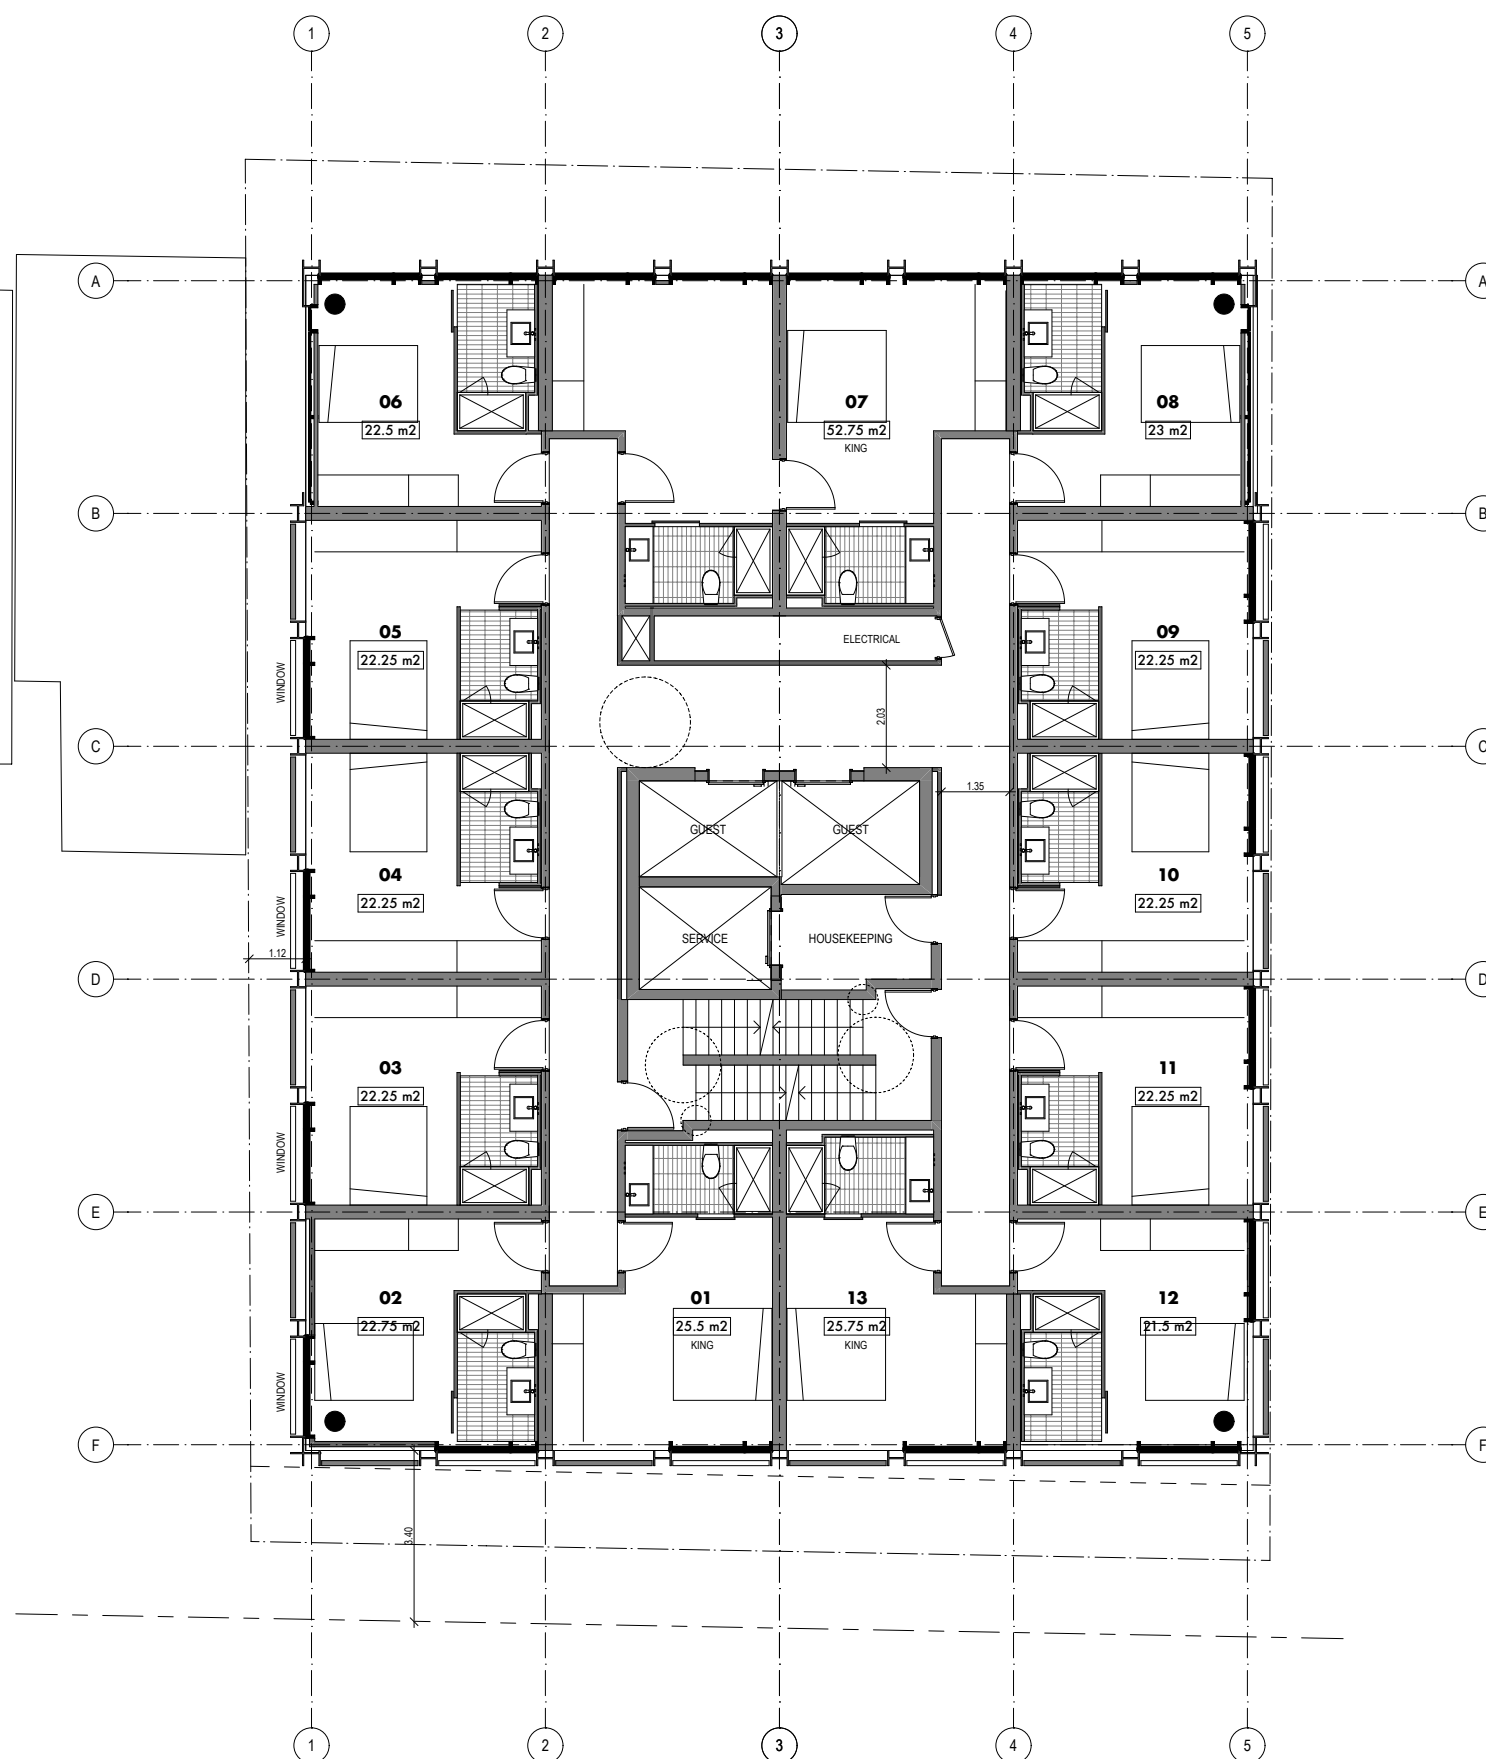 1 2 3 4 5
A A
06 07 08
22.5 m2 52.75 m2 23 m2
KING
B B
05 ELECTRICAL 09
22.25 m2 22.25 m2
WINDOW
2.03
C C
1.35
GUEST GUEST
04 10
22.25 m2 22.25 m2
WINDOW
SERVICE HOUSEKEEPING
1.12
D D
03 11
22.25 m2 22.25 m2
WINDOW
E E
02 01 13 12
22.75 m2 25.5 m2 25.75 m2 21.5 m2
KING KING
WINDOW
F F
3.40
1 2 3 4 5